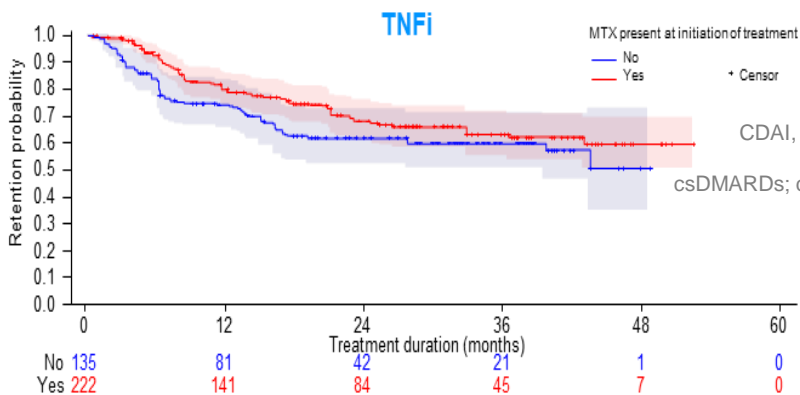 TNFi
MTX present at initiation of treatment
No
Yes
+ Censor
CDAI,
csDMARDs;
Retention probability
1.0
0.9
0.8
0.7
0.6
0.5
0.4
0.3
0.2
0.1
0.0
0 12 24 36 48 60
Treatment duration (months)
No 135 81 42 21 1 0
Yes 222 141 84 45 7 0